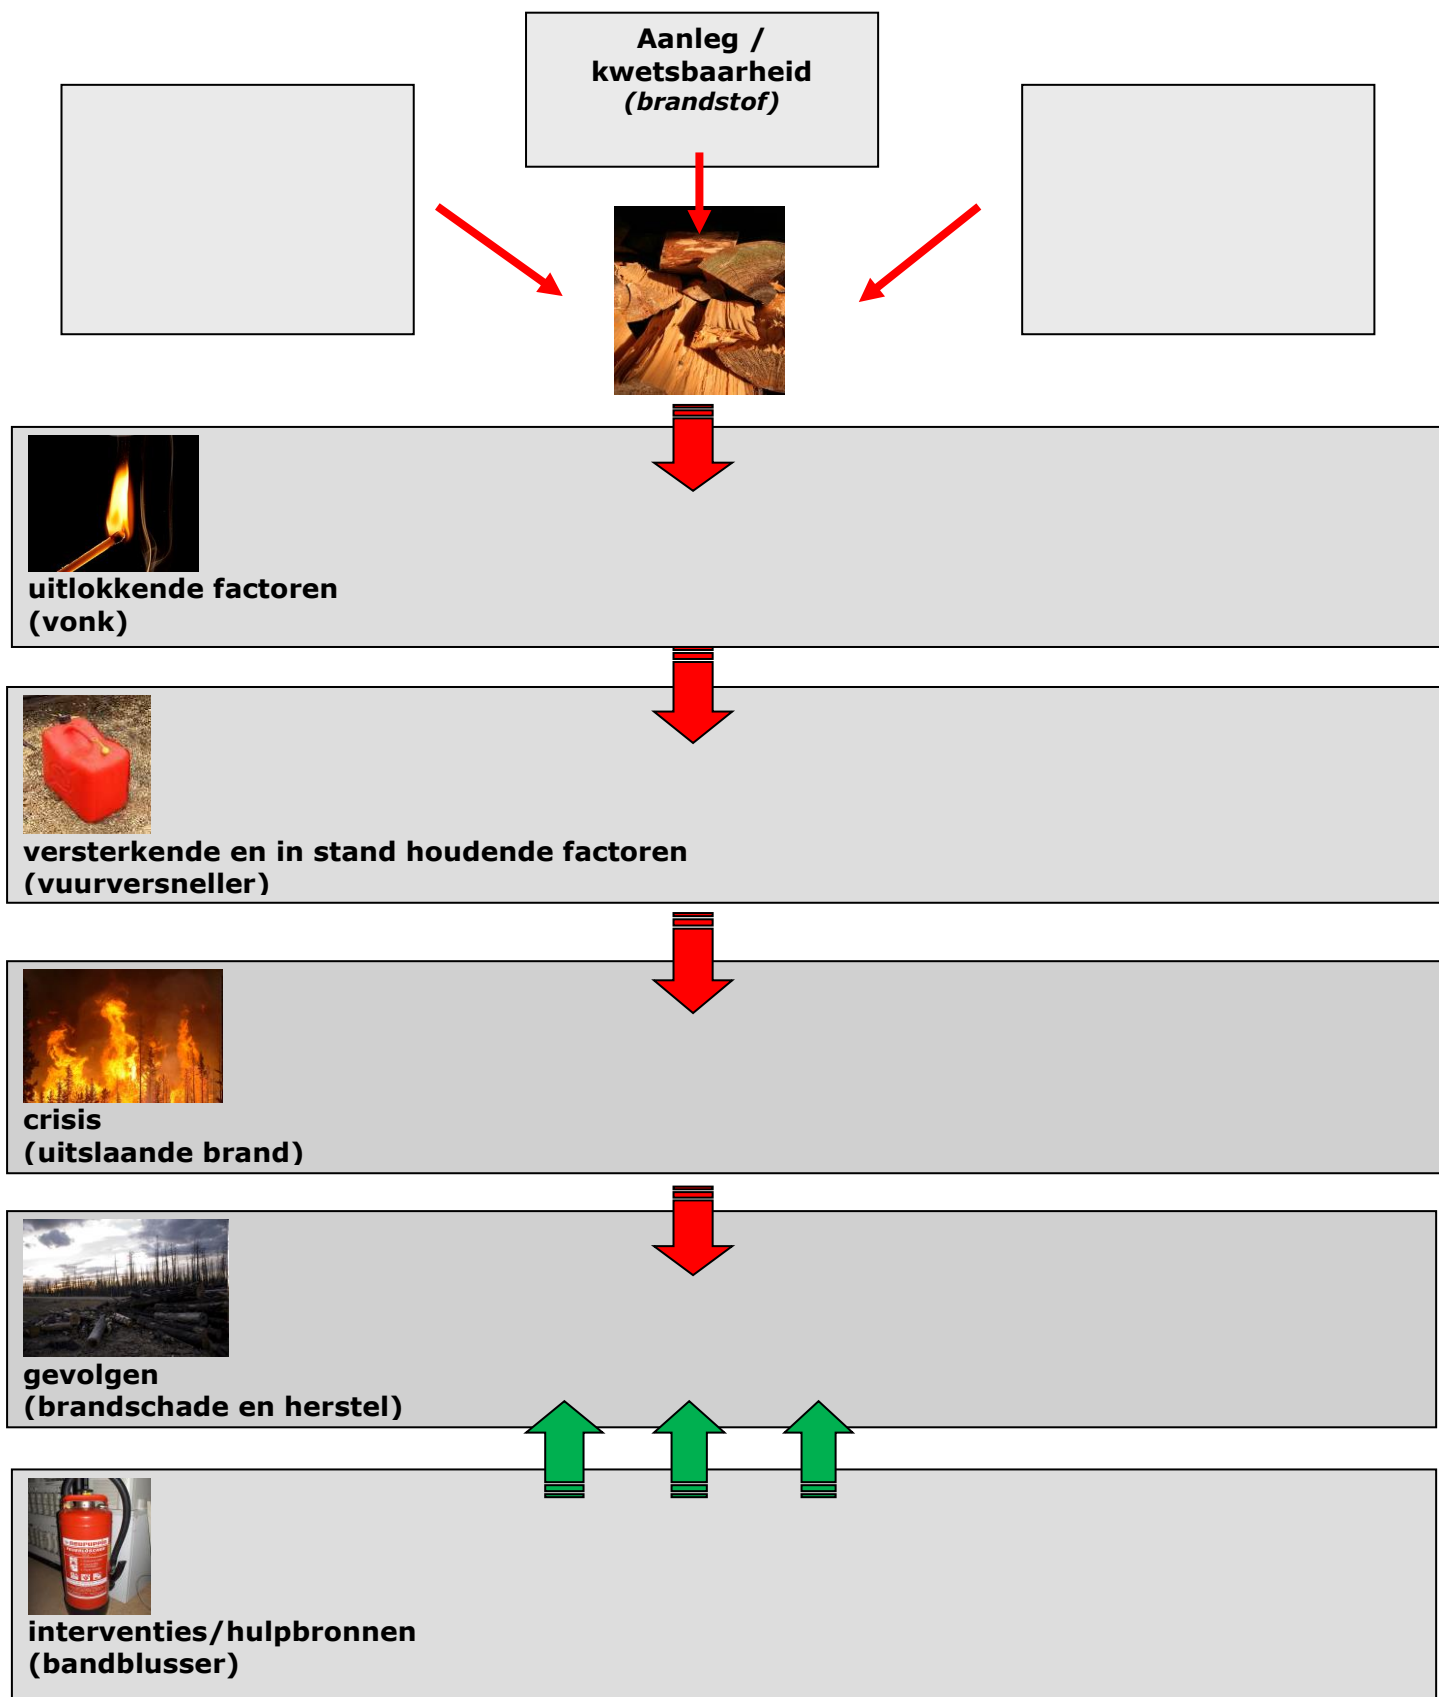 Aanleg /
kwetsbaarheid
(brandstof)
uitlokkende factoren
(vonk)
versterkende en in stand houdende factoren
(vuurversneller)
crisis
(uitslaande brand)
gevolgen
(brandschade en herstel)
interventies/hulpbronnen
(bandblusser)